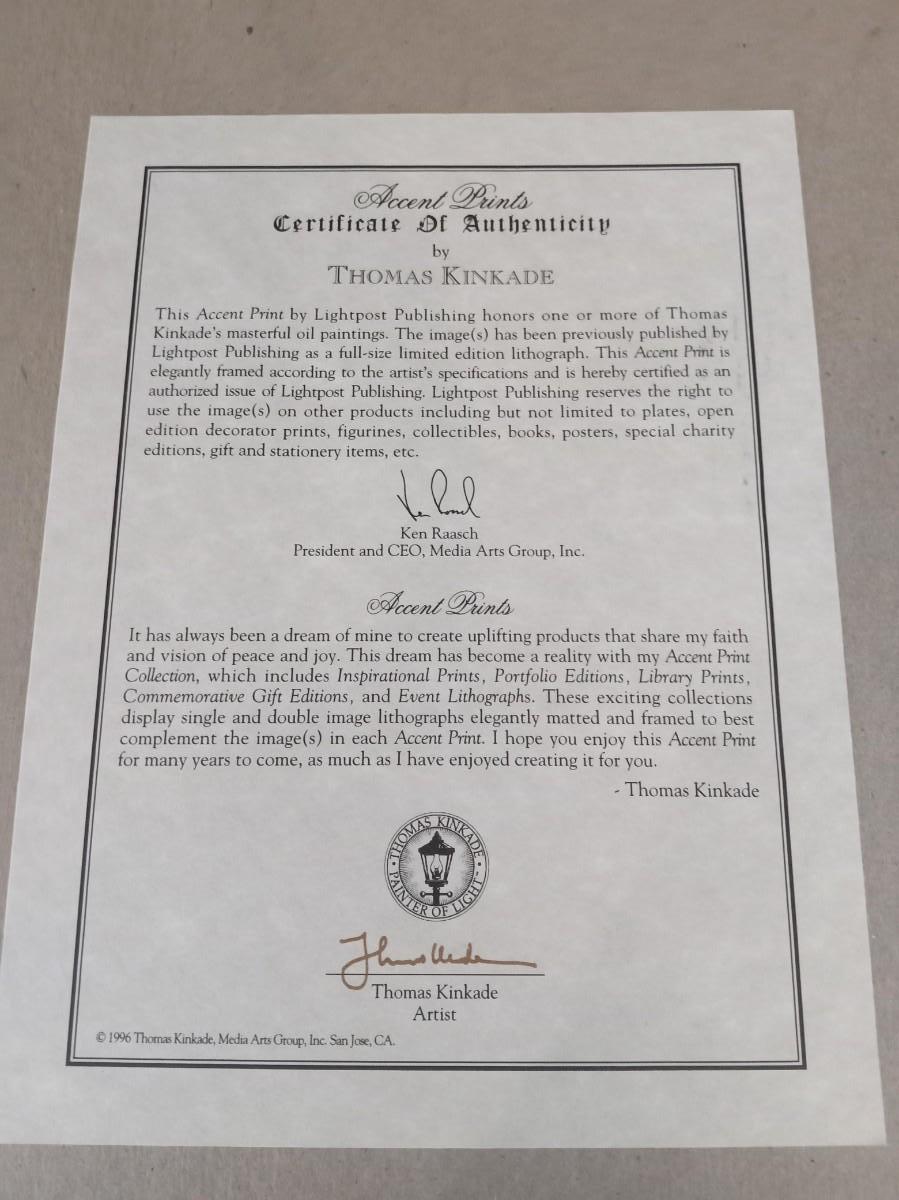 Accent Prints
Certificate Of Authenticity
by
THOMAS KINKADE
This Accent Print by Lightpost Publishing honors one or more of Thomas
Kinkade's masterful oil paintings. The image(s) has been previously published by
Lightpost Publishing as a full-size limited edition lithograph. This Accent Print is
elegantly framed according to the artist's specifications and is hereby certified as an
authorized issue of Lightpost Publishing. Lightpost Publishing reserves the right to
use the image(s) on other products including but not limited to plates, open
edition decorator prints, figurines, collectibles, books, posters, special charity
editions, gift and stationery items, etc.
Ken Raasch
President and CEO, Media Arts Group, Inc.
Accent Prints
It has always been a dream of mine to create uplifting products that share my faith
and vision of peace and joy. This dream has become a reality with my Accent Print
Collection, which includes Inspirational Prints, Portfolio Editions, Library Prints,
Commemorative Gift Editions, and Event Lithographs. These exciting collections
display single and double image lithographs elegantly matted and framed to best
complement the image(s) in each Accent Print. I hope you enjoy this Accent Print
for many years to come, as much as I have enjoyed creating it for you.
- Thomas Kinkade
• THOMAS KINKADE •
PAINTER OF LIGHT
Thomas Kinkade
Artist
© 1996 Thomas Kinkade, Media Arts Group, Inc. San Jose, CA.